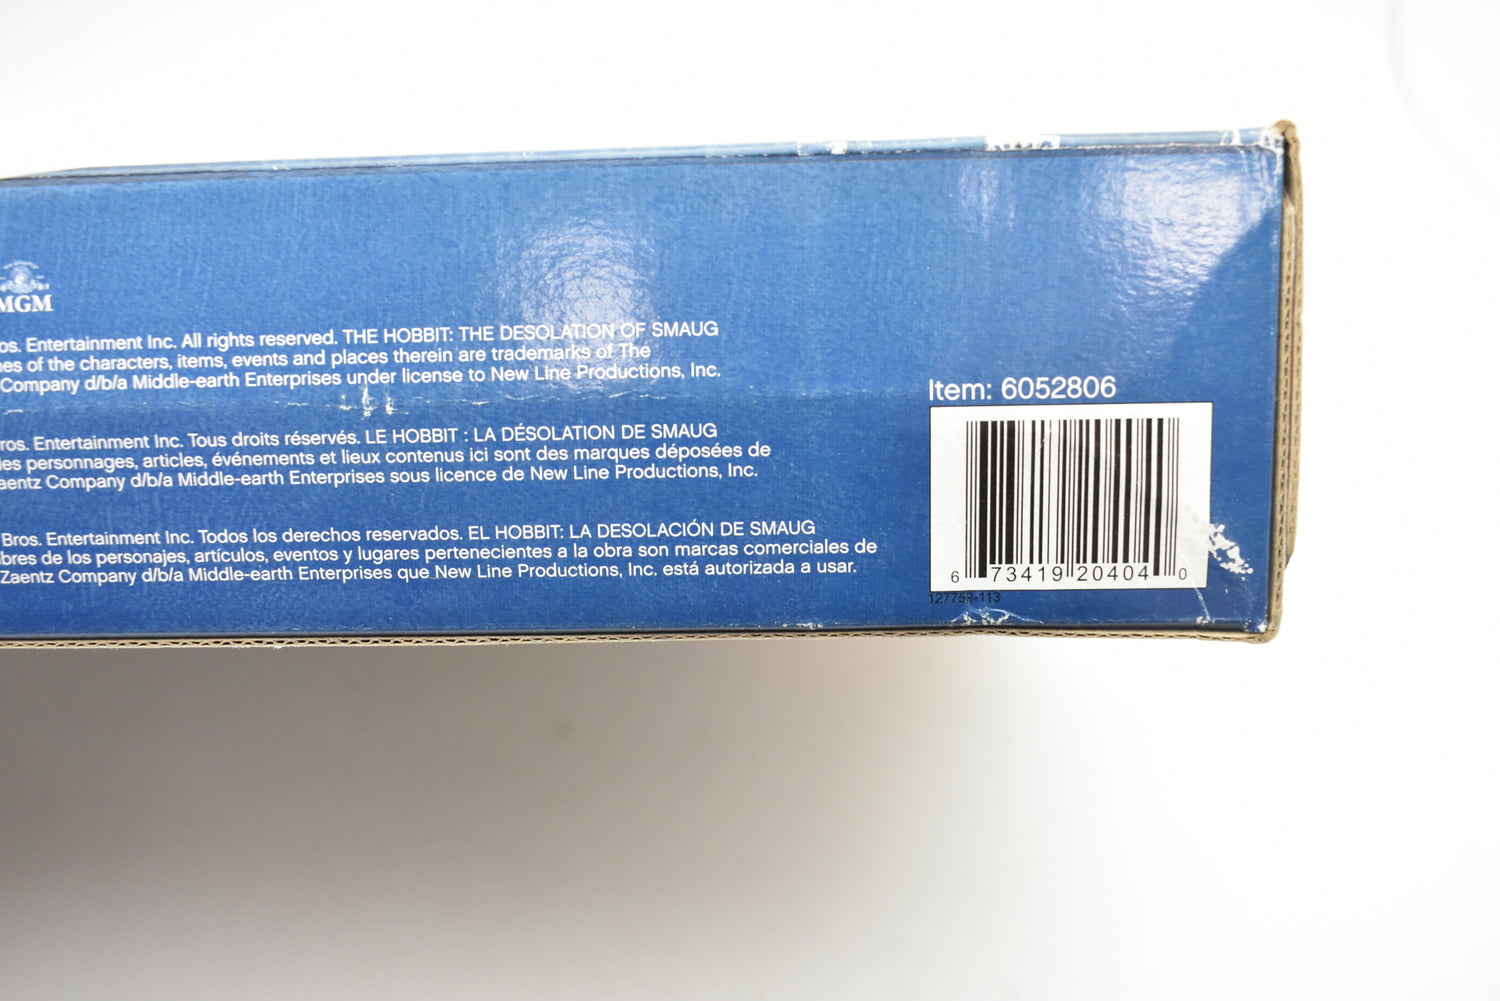 MGM
os. Entertainment Inc. All rights reserved. THE HOBBIT: THE DESOLATION OF SMAUG
es of the characters, items, events and places therein are trademarks of The
Company d/b/a Middle-earth Enterprises under license to New Line Productions, Inc.
ros. Entertainment Inc. Tous droits réservés. LE HOBBIT : LA DÉSOLATION DE SMAUG
les personnages, articles, événements et lieux contenus ici sont des marques déposées de
aentz Company d/b/a Middle-earth Enterprises sous licence de New Line Productions, Inc.
Bros. Entertainment Inc. Todos los derechos reservados. EL HOBBIT: LA DESOLACIÓN DE SMAUG
bres de los personajes, artículos, eventos y lugares pertenecientes a la obra son marcas comerciales de
Zaentz Company d/b/a Middle-earth Enterprises que New Line Productions, Inc. está autorizada a usar.
Item: 6052806
6 73419 20404 0